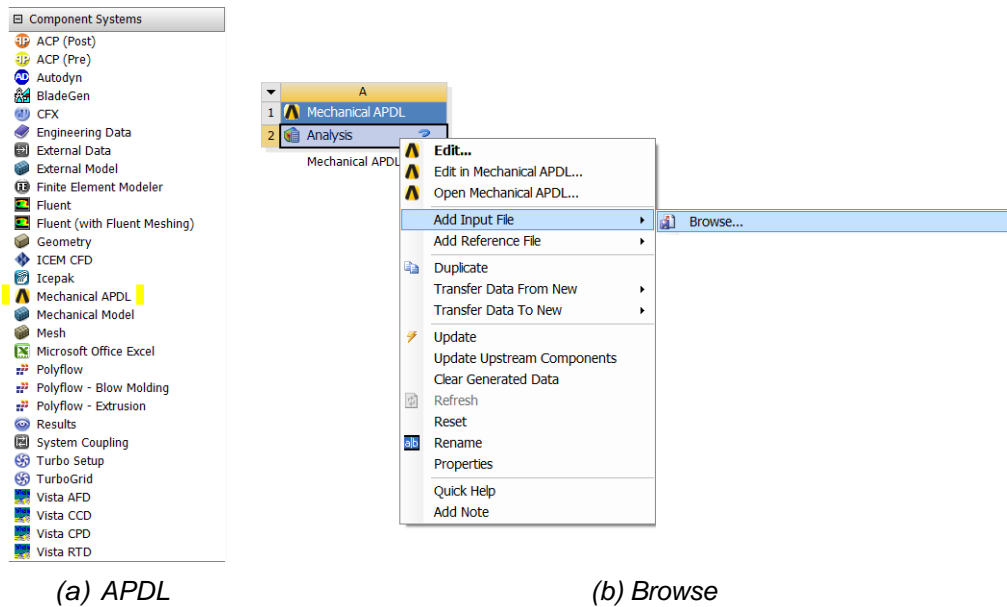 Component Systems
ACP (Post)
ACP (Pre)
Autodyn
BladeGen
CFX
Engineering Data
External Data
External Model
Finite Element Modeler
Fluent
Fluent (with Fluent Meshing)
Geometry
ICEM CFD
Icepak
Mechanical APDL
Mechanical Model
Mesh
Microsoft Office Excel
Polyflow
Polyflow - Blow Molding
Polyflow - Extrusion
Results
System Coupling
Turbo Setup
TurboGrid
Vista AFD
Vista CCD
Vista CPD
Vista RTD
(a) APDL
A
1 Mechanical APDL
2 Analysis ?
Mechanical APDL
Edit...
Edit in Mechanical APDL...
Open Mechanical APDL...
Add Input File
Add Reference File
Duplicate
Transfer Data From New
Transfer Data To New
Update
Update Upstream Components
Clear Generated Data
Refresh
Reset
a|b Rename
Properties
Quick Help
Add Note
Browse...
(b) Browse